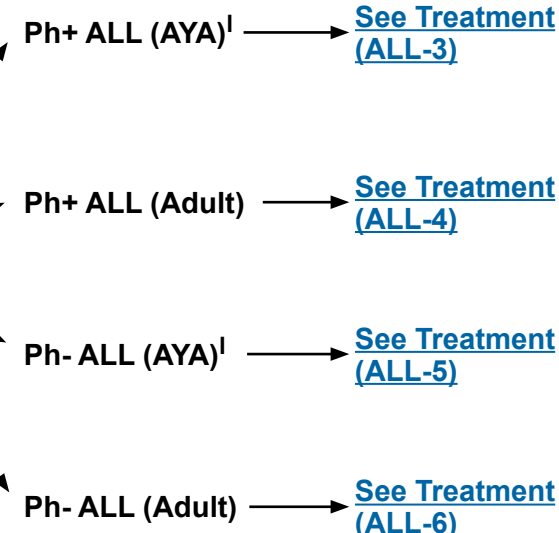 Ph+ ALL (AYA)l
See Treatment
(ALL-3)
Ph+ ALL (Adult)
See Treatment
(ALL-4)
Ph- ALL (AYA)l
See Treatment
(ALL-5)
Ph- ALL (Adult)
See Treatment
(ALL-6)